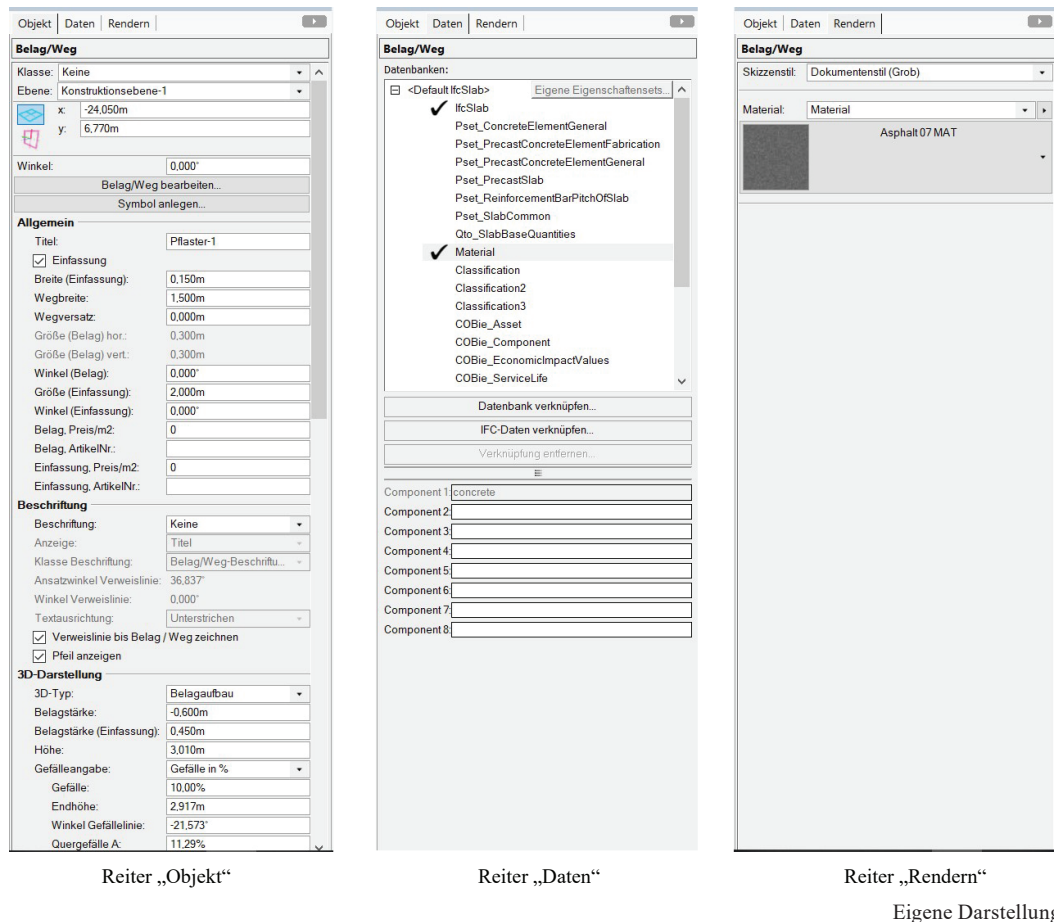 Objekt Daten Rendern
Belag/Weg
Klasse: Keine
Ebene: Konstruktionsebene-1
x: -24,050m
y: 6,770m
Winkel: 0,000°
Belag/Weg bearbeiten...
Symbol anlegen...
Allgemein
Titel: Pflaster-1
Einfassung
Breite (Einfassung): 0,150m
Wegbreite: 1,500m
Wegversatz: 0,000m
Größe (Belag) hor.: 0,300m
Größe (Belag) vert.: 0,300m
Winkel (Belag): 0,000°
Größe (Einfassung): 2,000m
Winkel (Einfassung): 0,000°
Belag, Preis/m2: 0
Belag, ArtikelNr.:
Einfassung, Preis/m2: 0
Einfassung, ArtikelNr.:
Beschriftung
Beschriftung: Keine
Anzeige: Titel
Klasse Beschriftung: Belag/Weg-Beschriftu...
Ansatzwinkel Verweislinie: 36,837°
Winkel Verweislinie: 0,000°
Textausrichtung: Unterstrichen
Verweislinie bis Belag / Weg zeichnen
Pfeil anzeigen
3D-Darstellung
3D-Typ: Belagaufbau
Belagstärke: -0,600m
Belagstärke (Einfassung): 0,450m
Höhe: 3,010m
Gefälleangabe: Gefälle in %
Gefälle: 10,00%
Endhöhe: 2,917m
Winkel Gefällelinie: -21,573°
Quergefälle A: 11,29%
Reiter „Objekt“
Objekt Daten Rendern
Belag/Weg
Datenbanken:
<Default IfcSlab> Eigene Eigenschaftensets...
IfcSlab
Pset_ConcreteElementGeneral
Pset_PrecastConcreteElementFabrication
Pset_PrecastConcreteElementGeneral
Pset_PrecastSlab
Pset_ReinforcementBarPitchOfSlab
Pset_SlabCommon
Qto_SlabBaseQuantities
Material
Classification
Classification2
Classification3
COBie_Asset
COBie_Component
COBie_EconomicImpactValues
COBie_ServiceLife
Datenbank verknüpfen...
IFC-Daten verknüpfen...
Verknüpfung entfernen...
Component 1: concrete
Component 2:
Component 3:
Component 4:
Component 5:
Component 6:
Component 7:
Component 8:
Reiter „Daten“
Objekt Daten Rendern
Belag/Weg
Skizzenstil: Dokumentenstil (Grob)
Material: Material
Asphalt 07 MAT
Reiter „Rendern“
Eigene Darstellung